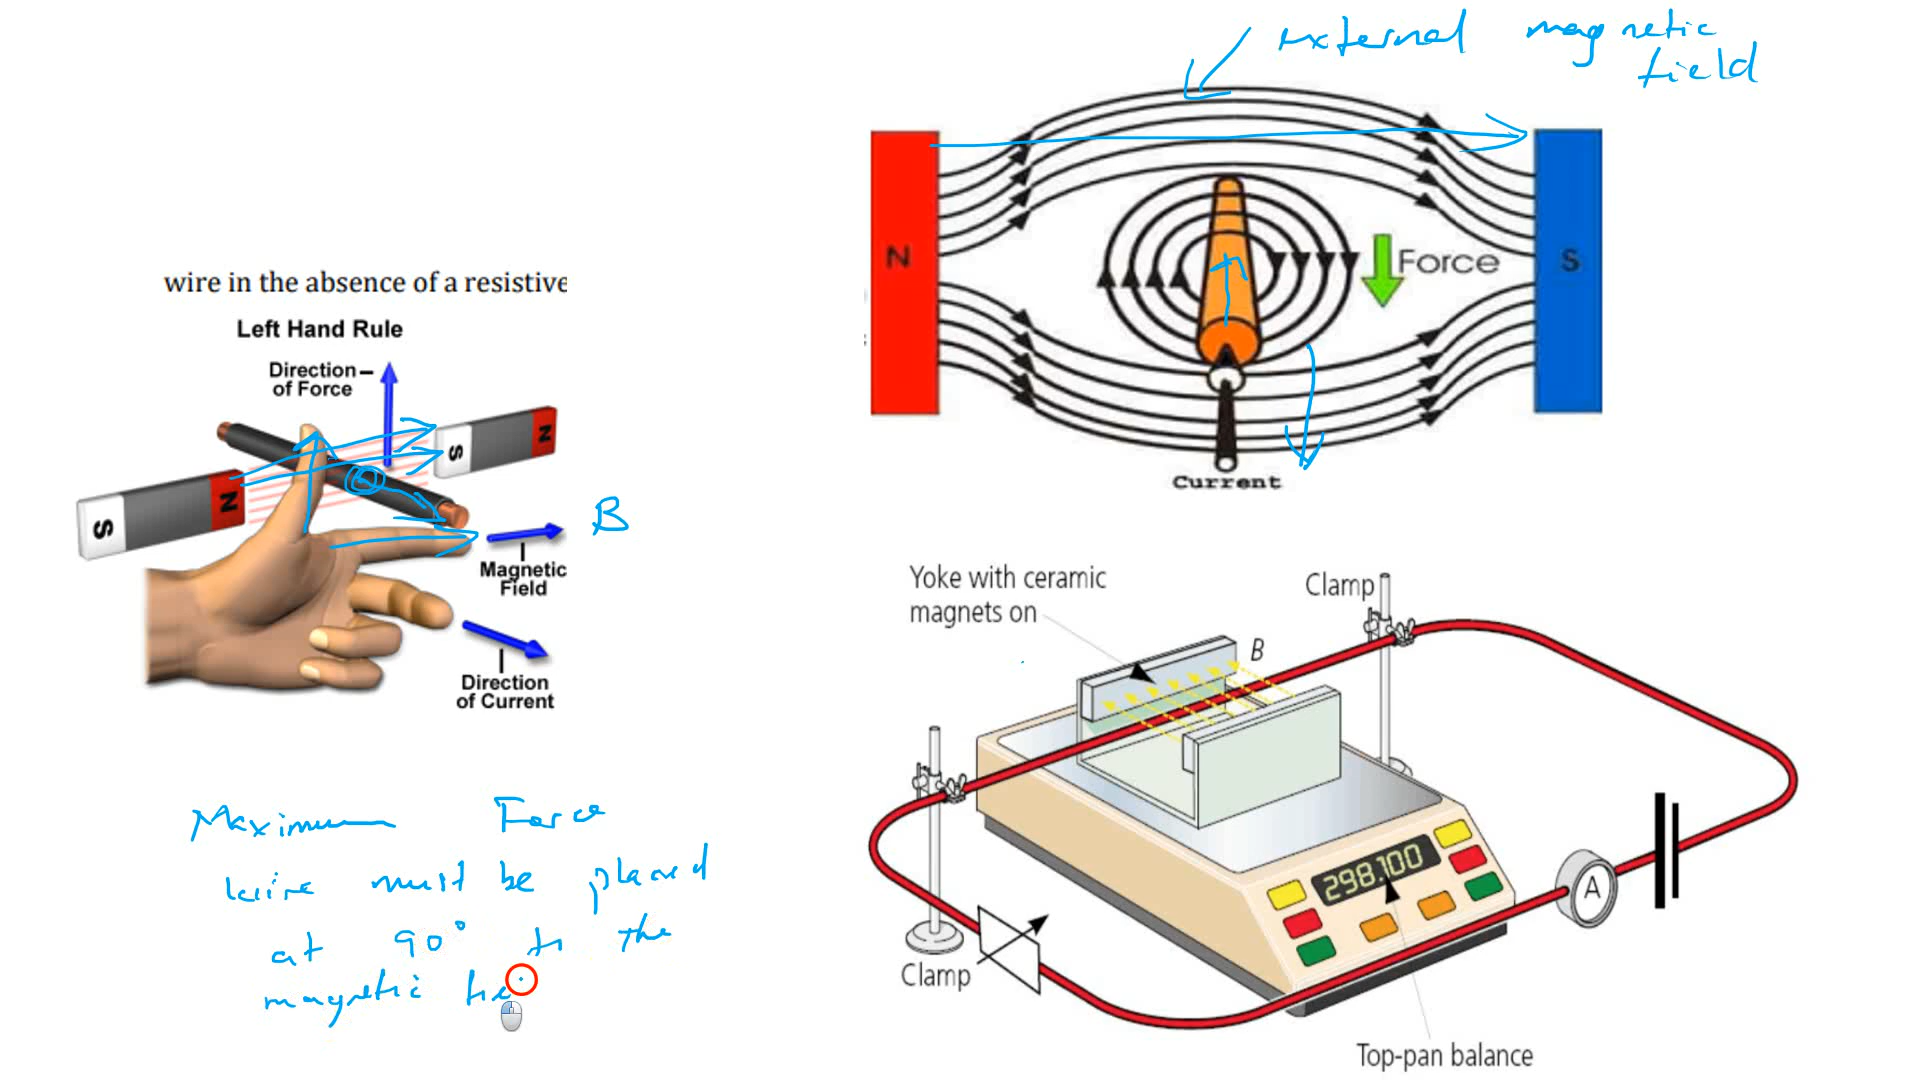 external magnetic
field
N
S
Force
Current
wire in the absence of a resistive
Left Hand Rule
Direction
of Force
S
N
N
S
B
Magnetic
Field
Direction
of Current
Maximum Force
wire must be placed
at 90° to the
magnetic fie
Yoke with ceramic
magnets on
Clamp
B
298.100
A
Clamp
Top-pan balance